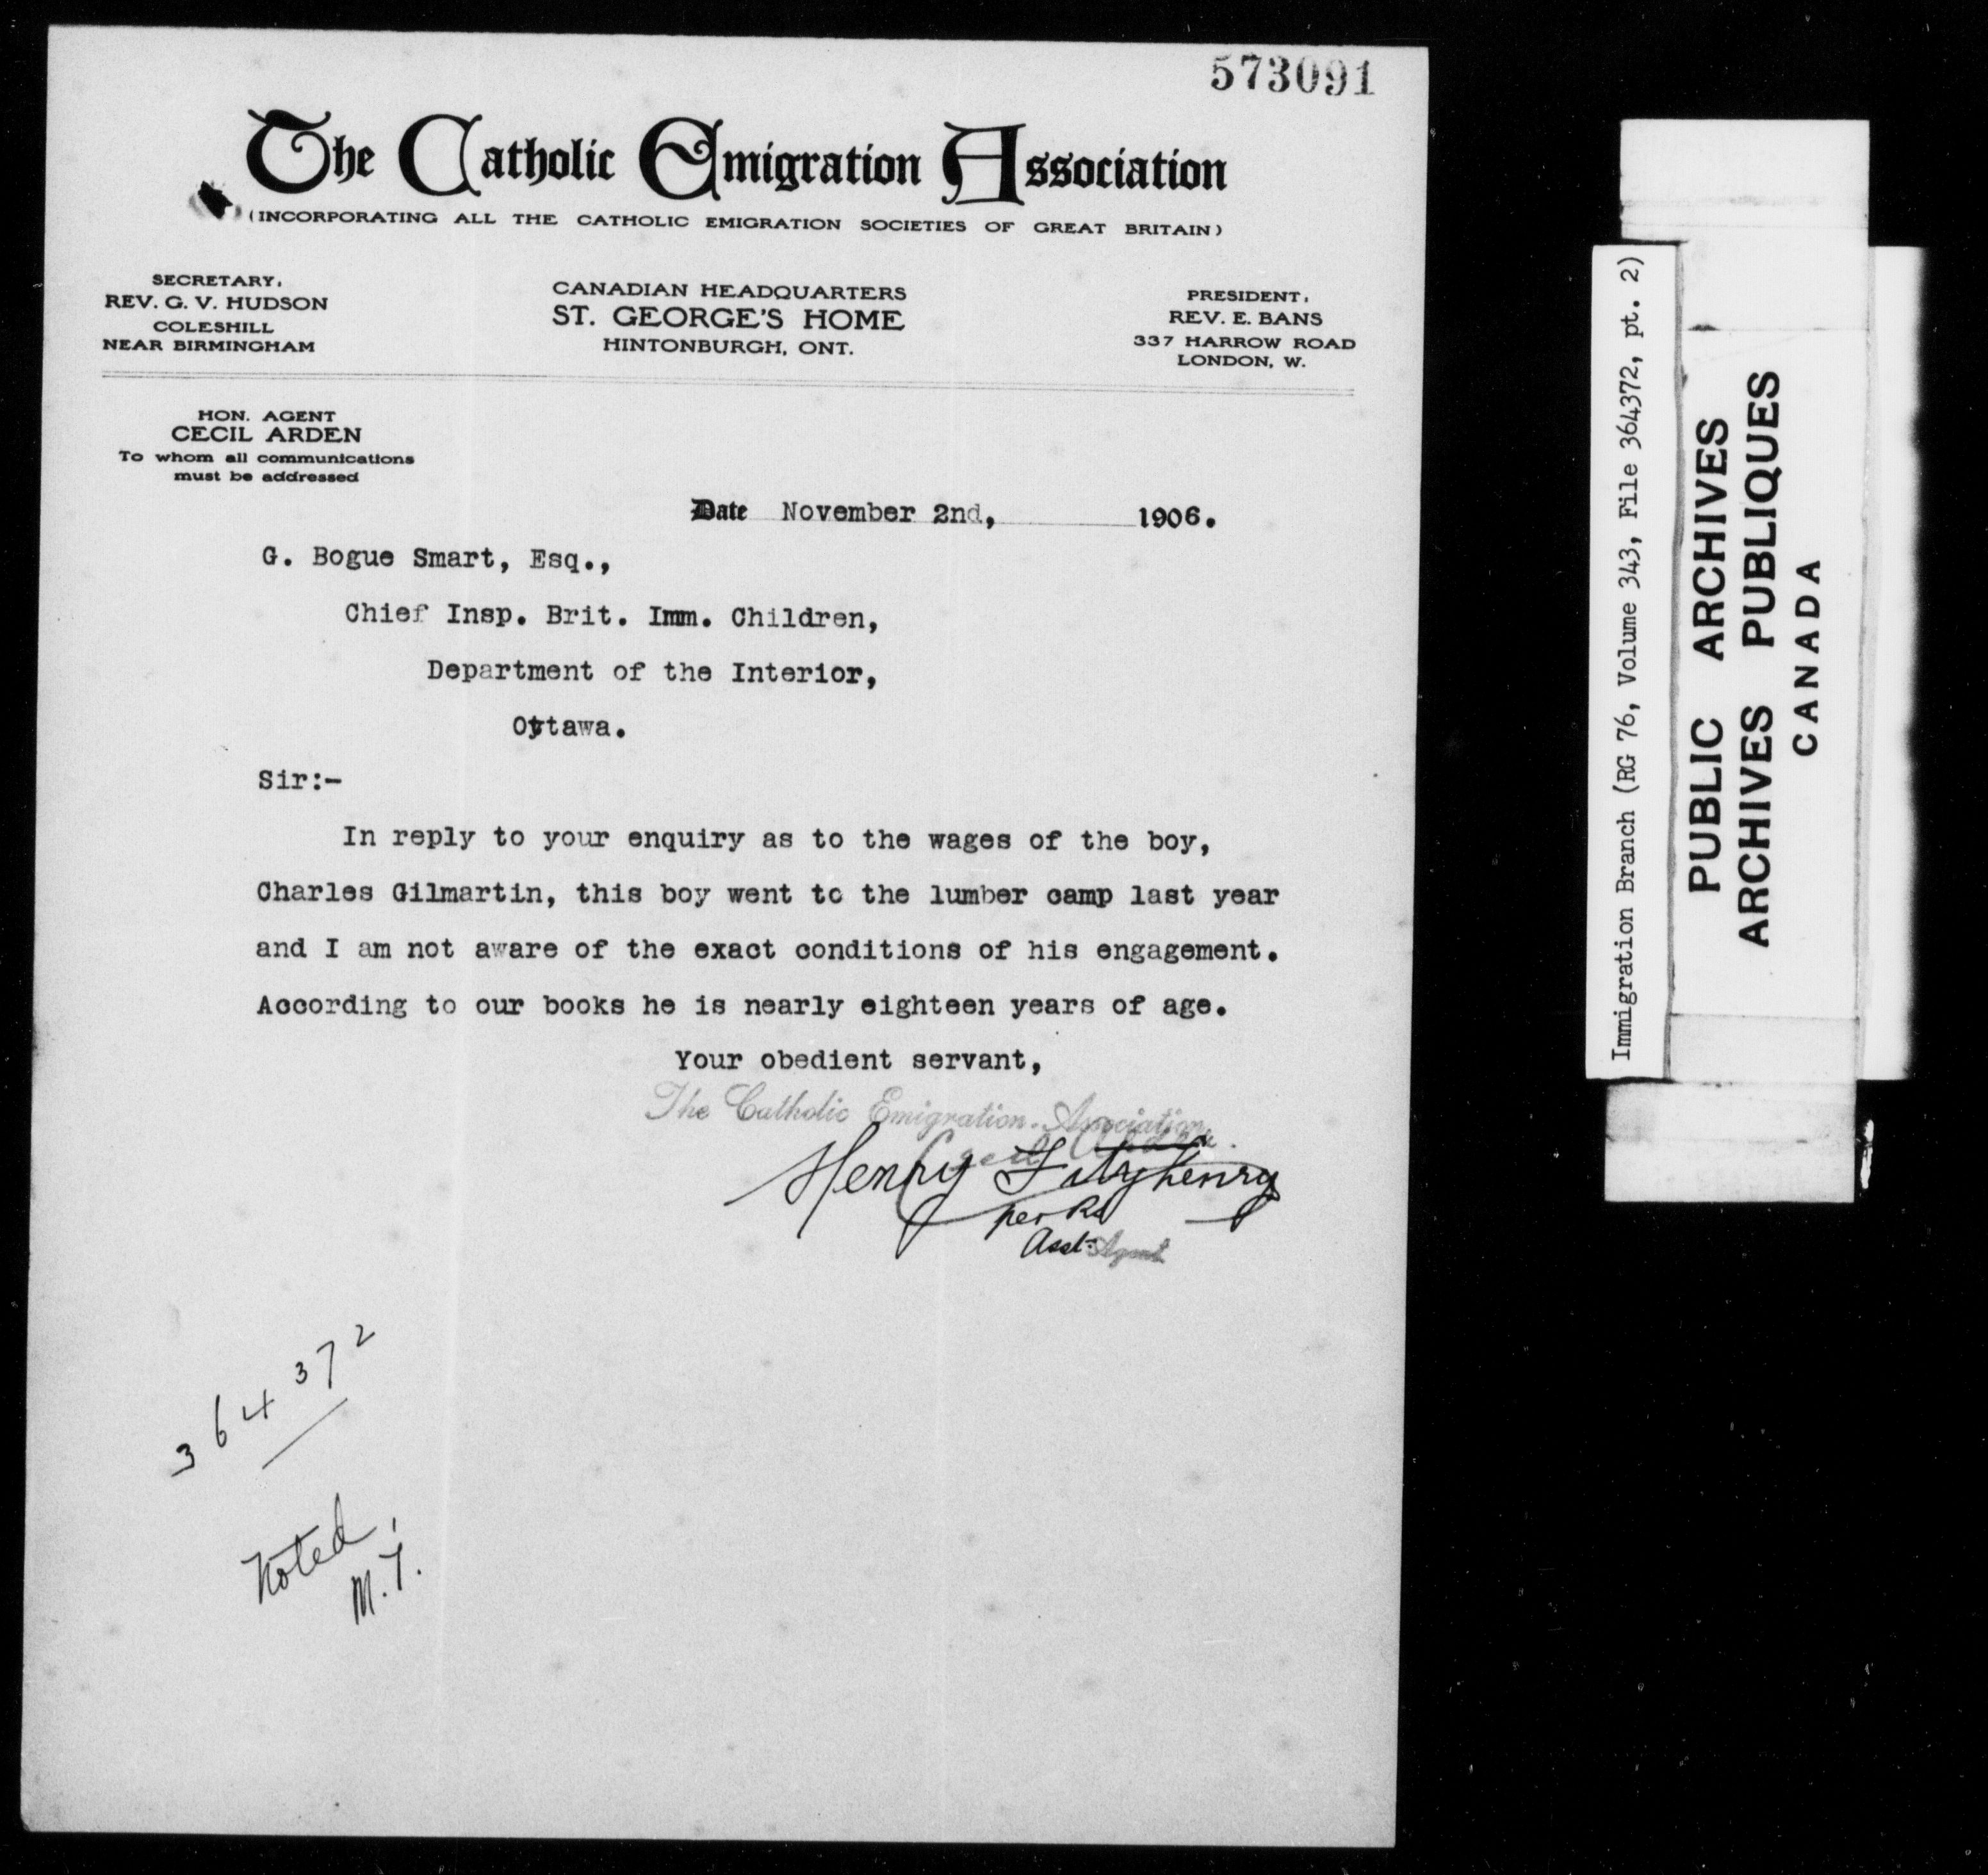 573091
The Catholic Emigration Association
(INCORPORATING ALL THE CATHOLIC EMIGRATION SOCIETIES OF GREAT BRITAIN)
SECRETARY,
REV. G. V. HUDSON
COLESHILL
NEAR BIRMINGHAM
CANADIAN HEADQUARTERS
ST. GEORGE'S HOME
HINTONBURGH, ONT.
PRESIDENT,
REV. E. BANS
337 HARROW ROAD
LONDON, W.
HON. AGENT
CECIL ARDEN
To whom all communications
must be addressed
Date November 2nd, 1906.
G. Bogue Smart, Esq.,
Chief Insp. Brit. Imm. Children,
Department of the Interior,
Ottawa.
Sir:-
In reply to your enquiry as to the wages of the boy,
Charles Gilmartin, this boy went to the lumber camp last year
and I am not aware of the exact conditions of his engagement.
According to our books he is nearly eighteen years of age.
Your obedient servant,
The Catholic Emigration Association
Cecil Arden
Henry Fitzhenry
per
Asst. Agent
364372
Noted,
M.T.
Immigration Branch (RG 76, Volume 343, File 364372, pt. 2)
PUBLIC ARCHIVES
ARCHIVES PUBLIQUES
CANADA